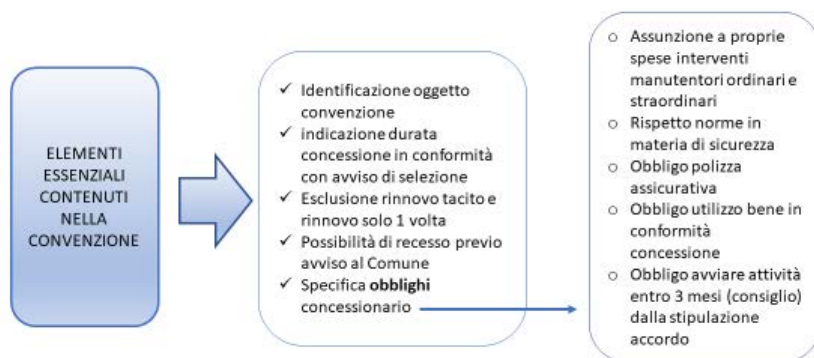 ELEMENTI
ESSENZIALI
CONTENUTI
NELLA
CONVENZIONE
✓ Identificazione oggetto
convenzione
✓ indicazione durata
concessione in conformità
con avviso di selezione
✓ Esclusione rinnovo tacito e
rinnovo solo 1 volta
✓ Possibilità di recesso previo
avviso al Comune
✓ Specifica obblighi
concessionario
o Assunzione a proprie
spese interventi
manutentori ordinari e
straordinari
o Rispetto norme in
materia di sicurezza
o Obbligo polizza
assicurativa
o Obbligo utilizzo bene in
conformità
concessione
o Obbligo avviare attività
entro 3 mesi (consiglio)
dalla stipulazione
accordo